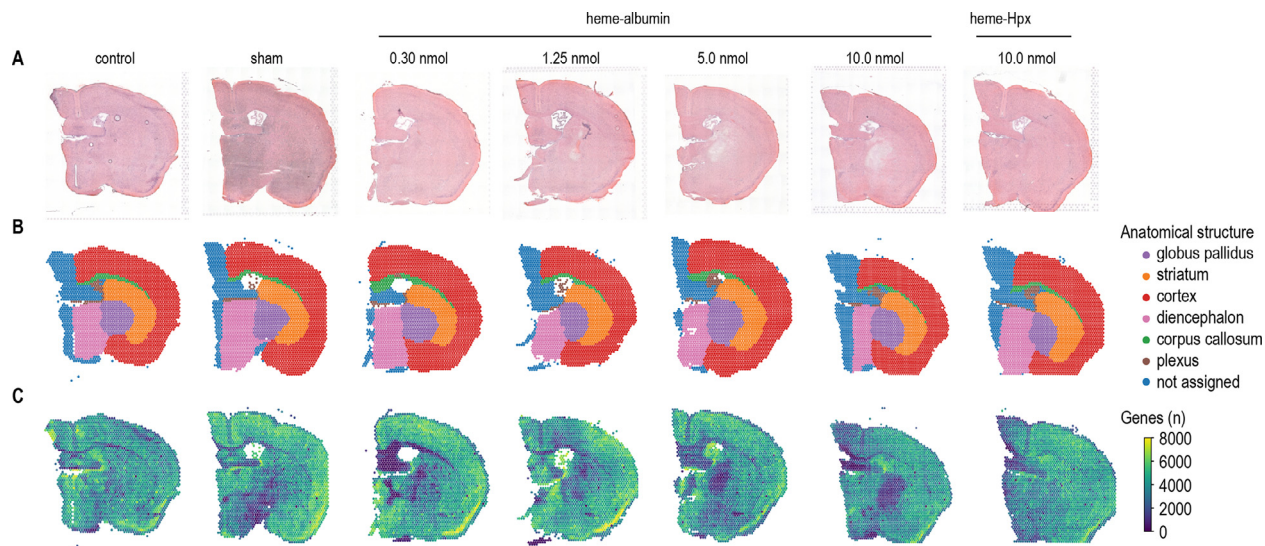 heme-albumin heme-Hpx
A control sham 0.30 nmol 1.25 nmol 5.0 nmol 10.0 nmol 10.0 nmol
B
Anatomical structure
globus pallidus
striatum
cortex
diencephalon
corpus callosum
plexus
not assigned
C
Genes (n)
8000
6000
4000
2000
0